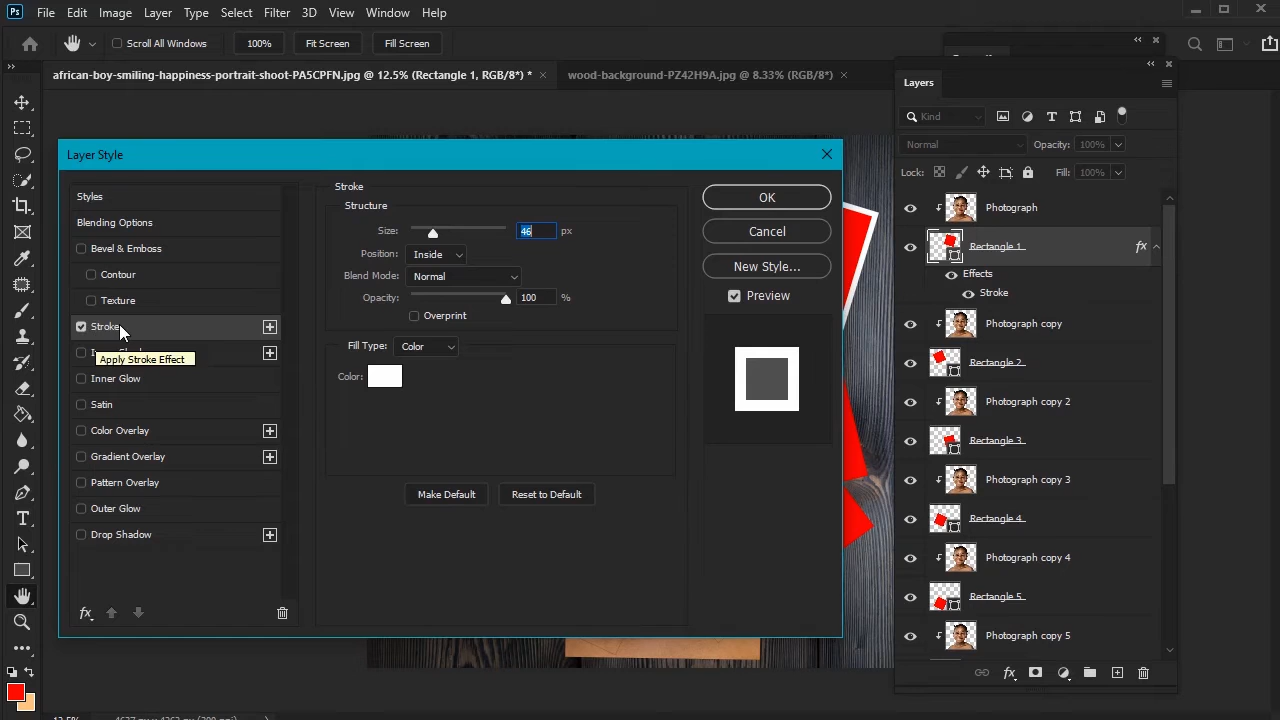 Ps File Edit Image Layer Type Select Filter 3D View Window Help
Scroll All Windows 100% Fit Screen Fill Screen
african-boy-smiling-happiness-portrait-shoot-PA5CPFN.jpg @ 12.5% (Rectangle 1, RGB/8*) * wood-background-PZ42H9A.jpg @ 8.33% (RGB/8*)
Layer Style
Styles
Blending Options
Bevel & Emboss
Contour
Texture
Stroke
Apply Stroke Effect
Inner Glow
Satin
Color Overlay
Gradient Overlay
Pattern Overlay
Outer Glow
Drop Shadow
fx
Stroke
Structure
Size: 46 px
Position: Inside
Blend Mode: Normal
Opacity: 100 %
Overprint
Fill Type: Color
Color:
Make Default Reset to Default
OK
Cancel
New Style...
Preview
Layers
Kind
Normal Opacity: 100%
Lock: Fill: 100%
Photograph
Rectangle 1 fx
Effects
Stroke
Photograph copy
Rectangle 2
Photograph copy 2
Rectangle 3
Photograph copy 3
Rectangle 4
Photograph copy 4
Rectangle 5
Photograph copy 5
fx